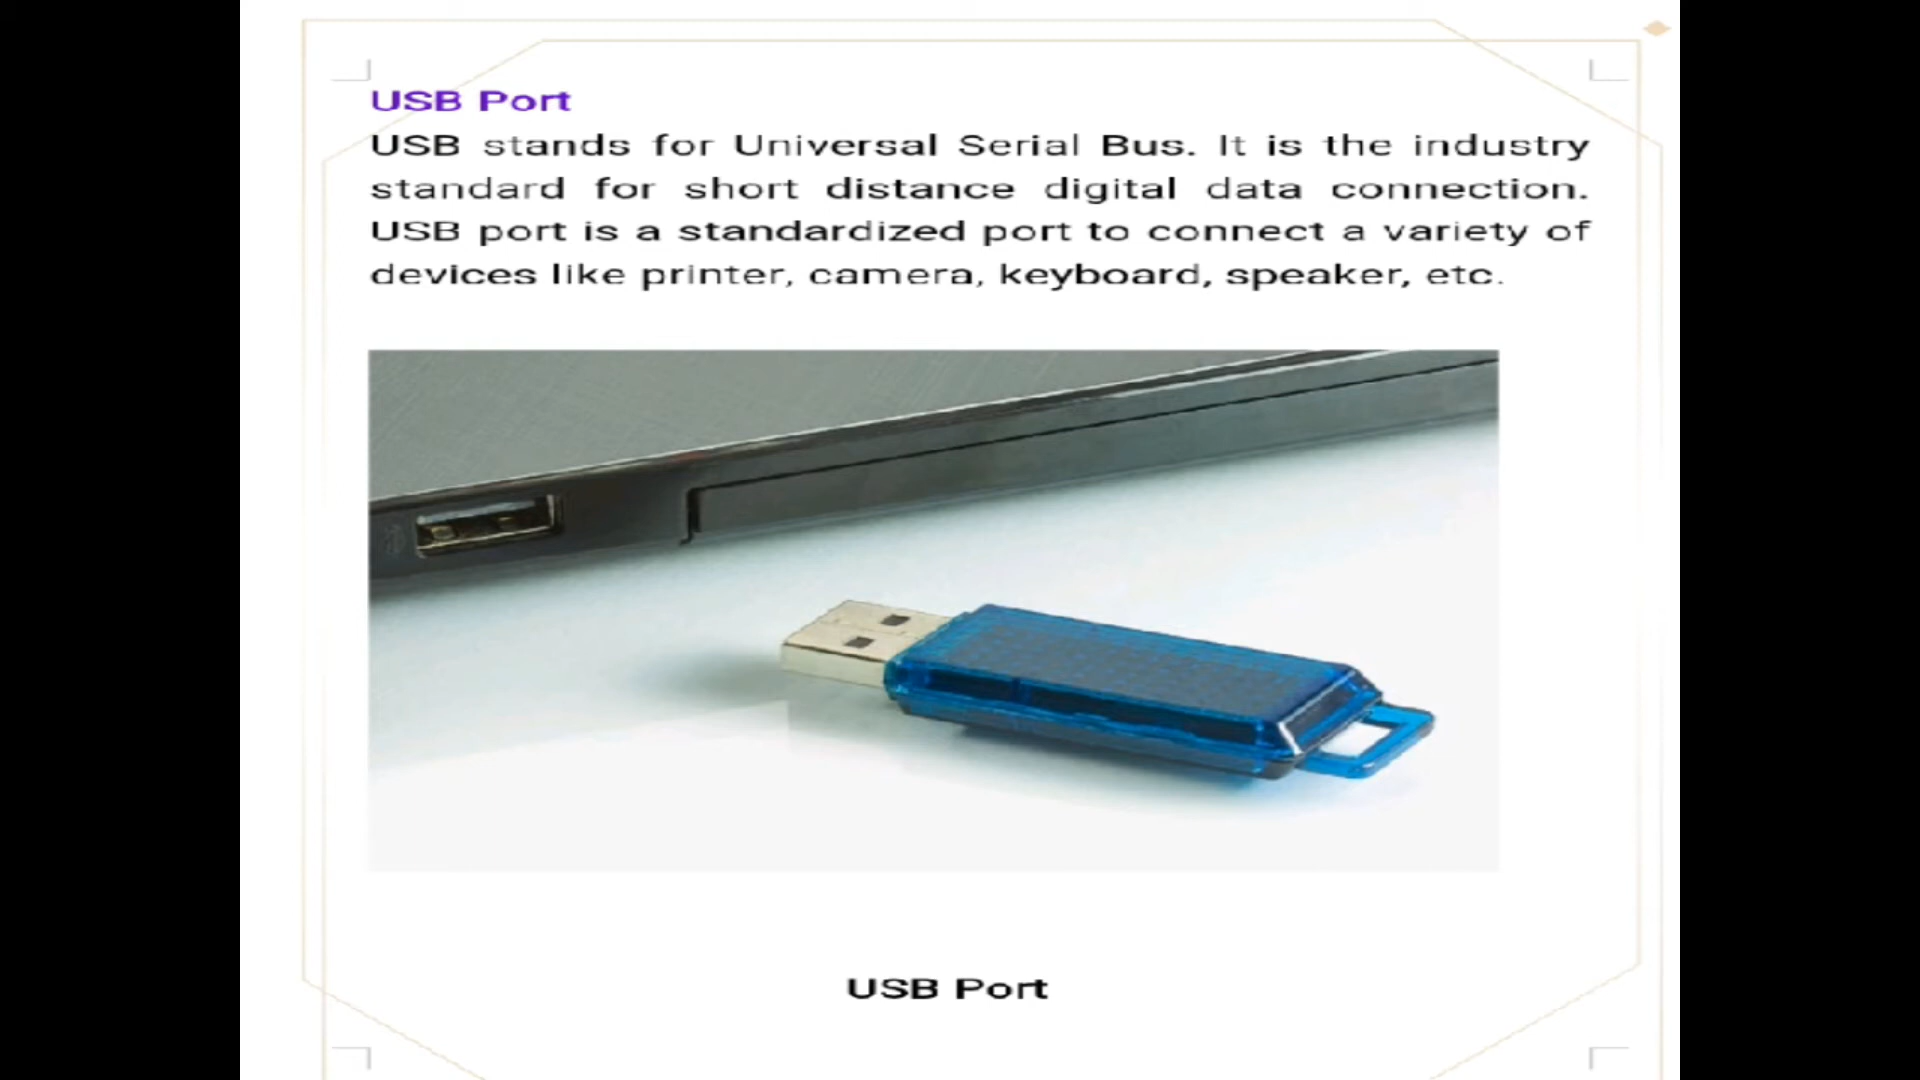 USB Port
USB stands for Universal Serial Bus. It is the industry
standard for short distance digital data connection.
USB port is a standardized port to connect a variety of
devices like printer, camera, keyboard, speaker, etc.
USB Port